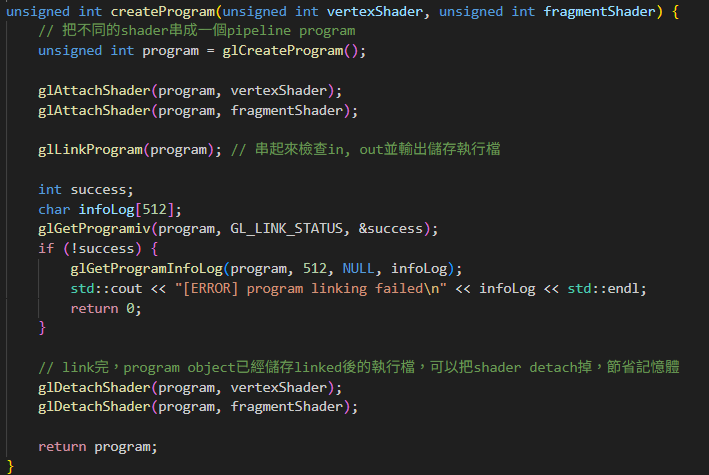 unsigned int createProgram(unsigned int vertexShader, unsigned int fragmentShader) {
    // 把不同的shader串成一個pipeline program
    unsigned int program = glCreateProgram();

    glAttachShader(program, vertexShader);
    glAttachShader(program, fragmentShader);

    glLinkProgram(program); // 串起來檢查in, out並輸出儲存執行檔

    int success;
    char infoLog[512];
    glGetProgramiv(program, GL_LINK_STATUS, &success);
    if (!success) {
        glGetProgramInfoLog(program, 512, NULL, infoLog);
        std::cout << "[ERROR] program linking failed\n" << infoLog << std::endl;
        return 0;
    }

    // link完，program object已經儲存linked後的執行檔，可以把shader detach掉，節省記憶體
    glDetachShader(program, vertexShader);
    glDetachShader(program, fragmentShader);

    return program;
}